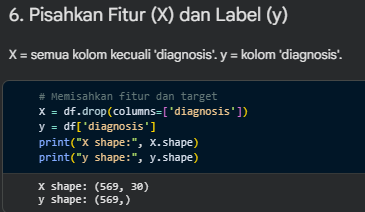 6. Pisahkan Fitur (X) dan Label (y)
X = semua kolom kecuali 'diagnosis'. y = kolom 'diagnosis'.
# Memisahkan fitur dan target
X = df.drop(columns=['diagnosis'])
y = df['diagnosis']
print("X shape:", X.shape)
print("y shape:", y.shape)
X shape: (569, 30)
y shape: (569,)